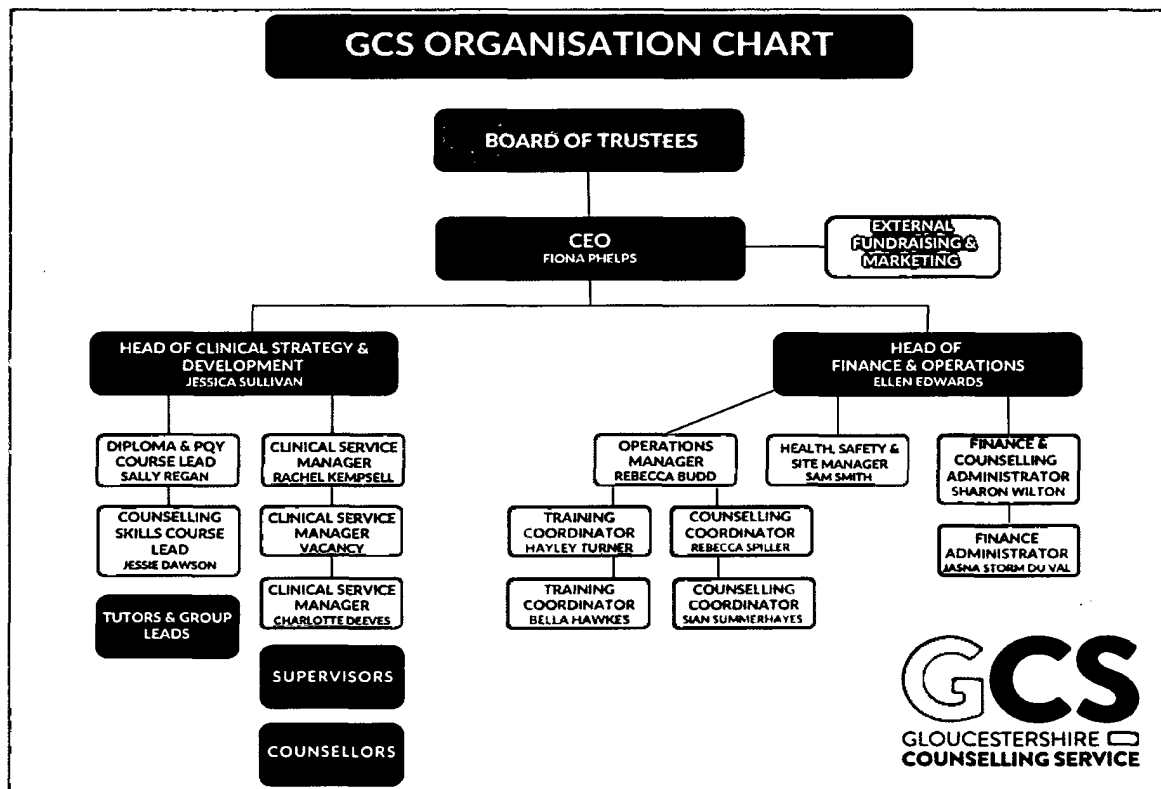 GCS ORGANISATION CHART
BOARD OF TRUSTEES
CEO
FIONA PHELPS
EXTERNAL
FUNDRAISING &
MARKETING
HEAD OF CLINICAL STRATEGY &
DEVELOPMENT
JESSICA SULLIVAN
HEAD OF
FINANCE & OPERATIONS
ELLEN EDWARDS
DIPLOMA & PQY
COURSE LEAD
SALLY REGAN
COUNSELLING
SKILLS COURSE
LEAD
JESSIE DAWSON
TUTORS & GROUP
LEADS
CLINICAL SERVICE
MANAGER
RACHEL KEMPSELL
CLINICAL SERVICE
MANAGER
VACANCY
CLINICAL SERVICE
MANAGER
CHARLOTTE DEEVES
SUPERVISORS
COUNSELLORS
OPERATIONS
MANAGER
REBECCA BUDD
TRAINING
COORDINATOR
HAYLEY TURNER
TRAINING
COORDINATOR
BELLA HAWKES
COUNSELLING
COORDINATOR
REBECCA SPILLER
COUNSELLING
COORDINATOR
SIAN SUMMERHAYES
HEALTH, SAFETY &
SITE MANAGER
SAM SMITH
FINANCE &
COUNSELLING
ADMINISTRATOR
SHARON WILTON
FINANCE
ADMINISTRATOR
JASNA STORM DU VAL
GCS
GLOUCESTERSHIRE
COUNSELLING SERVICE